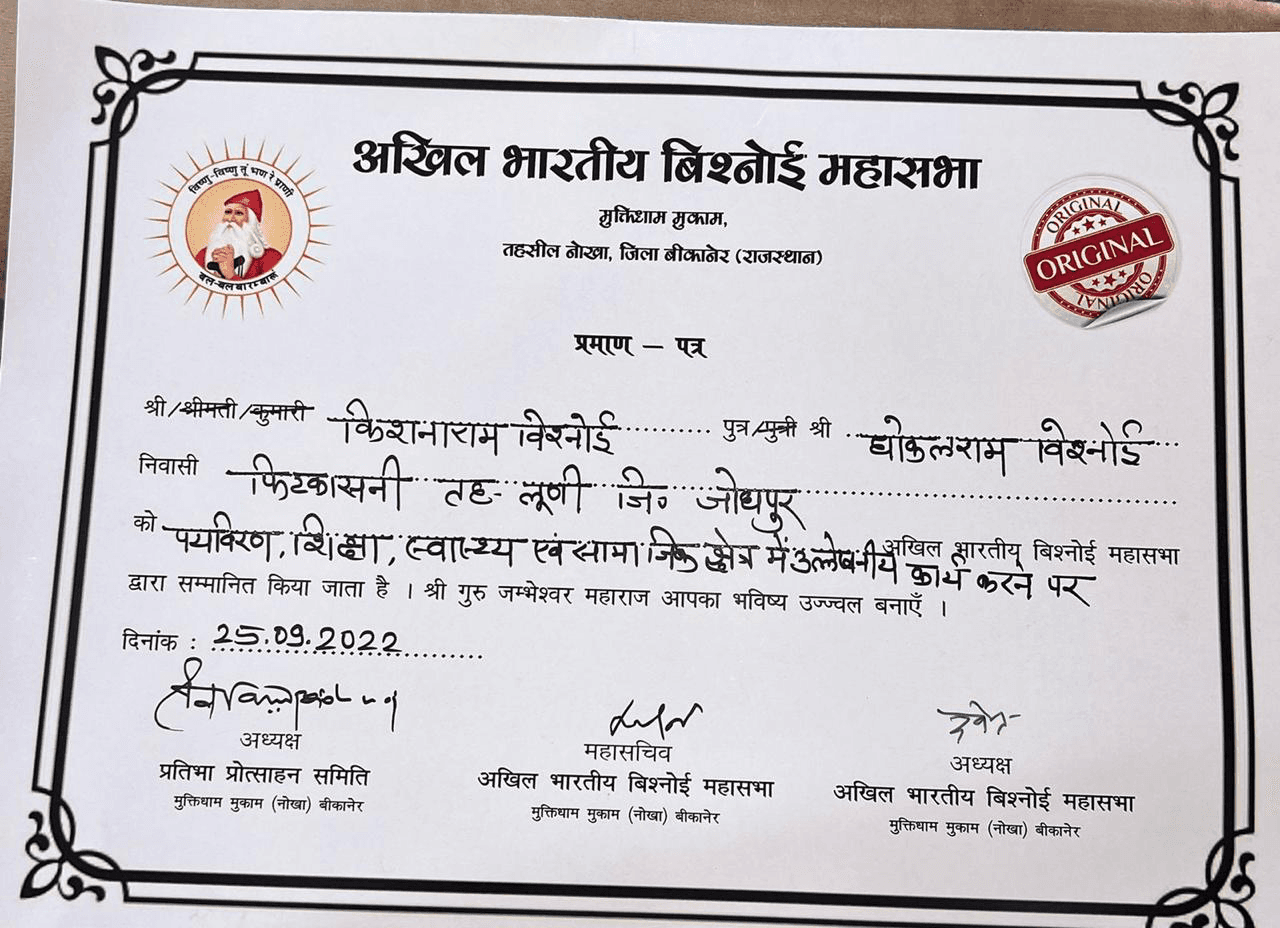 अखिल भारतीय बिश्नोई महासभा
मुक्तिधाम मुकाम,
तहसील नोखा, जिला बीकानेर (राजस्थान)
विष्णु-विष्णु तूं भण रे प्राणी
बल-बल बारम्बारूं
ORIGINAL
ORIGINAL
ORIGINAL
प्रमाण – पत्र
श्री /श्रीमती /कुमारी किशनाराम विश्नोई .......... पुत्र /पुत्री श्री .. धोकलराम विश्नोई ...
निवासी फिटकासनी तह- लूणी जि० जोधपुर
को पर्यावरण, शिक्षा, स्वास्थ्य एवं सामाजिक क्षेत्र में उल्लेखनीय कार्य करने पर अखिल भारतीय बिश्नोई महासभा
द्वारा सम्मानित किया जाता है । श्री गुरु जम्भेश्वर महाराज आपका भविष्य उज्ज्वल बनाएँ ।
दिनांक : 25.09.2022
अध्यक्ष
प्रतिभा प्रोत्साहन समिति
मुक्तिधाम मुकाम (नोखा) बीकानेर
महासचिव
अखिल भारतीय बिश्नोई महासभा
मुक्तिधाम मुकाम (नोखा) बीकानेर
अध्यक्ष
अखिल भारतीय बिश्नोई महासभा
मुक्तिधाम मुकाम (नोखा) बीकानेर